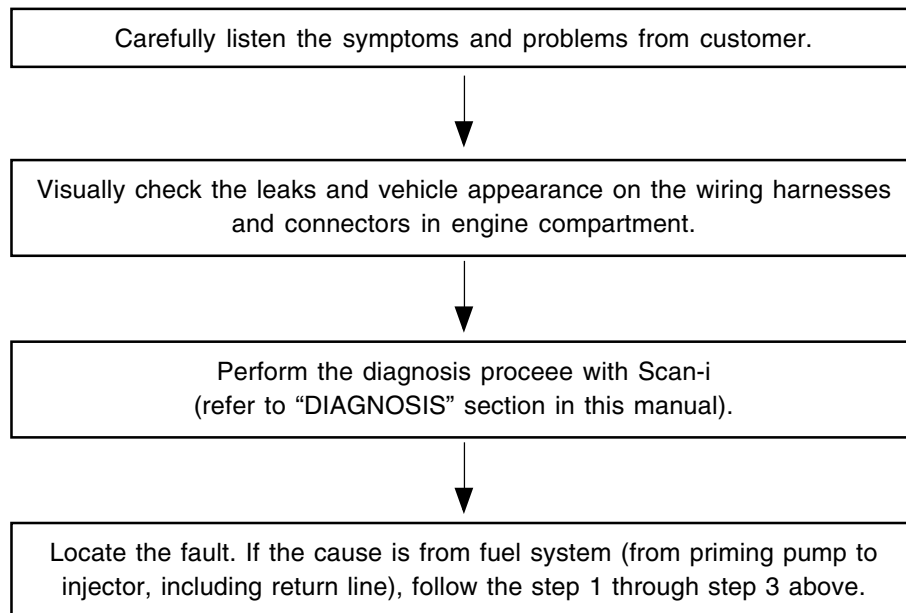 Carefully listen the symptoms and problems from customer.
Visually check the leaks and vehicle appearance on the wiring harnesses
and connectors in engine compartment.
Perform the diagnosis proceee with Scan-i
(refer to “DIAGNOSIS” section in this manual).
Locate the fault. If the cause is from fuel system (from priming pump to
injector, including return line), follow the step 1 through step 3 above.